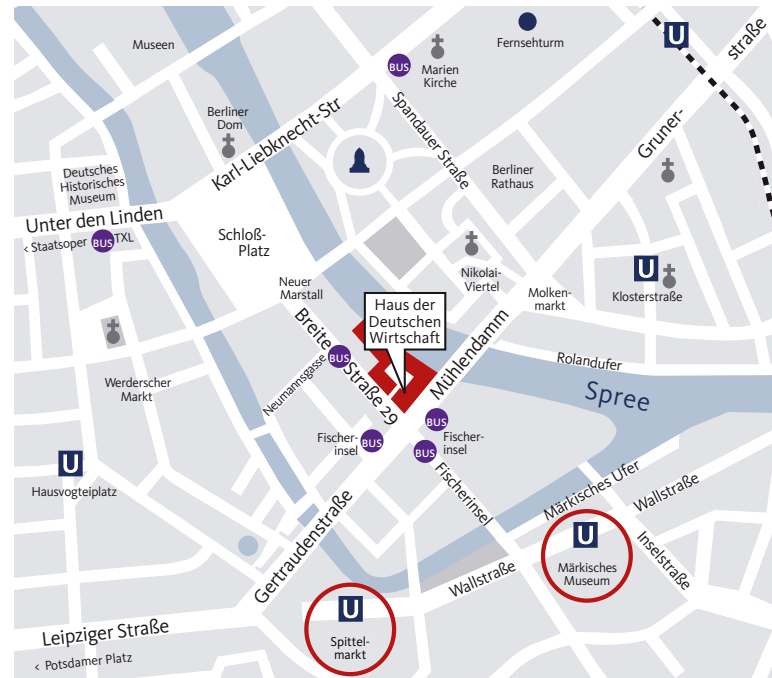 Museen
Fernsehturm
U
straße
BUS
Marien
Kirche
Berliner
Dom
Karl-Liebknecht-Str
Spandauer Straße
Gruner-
Deutsches
Historisches
Museum
Berliner
Rathaus
Unter den Linden
‹ Staatsoper
BUS
TXL
Schloß-
Platz
Nikolai-
Viertel
U
Klosterstraße
Neuer
Marstall
Molken-
markt
Haus der
Deutschen
Wirtschaft
Breite
Straße 29
BUS
Neumannsgasse
Mühlendamm
Rolandufer
Spree
Werderscher
Markt
Fischer-
insel
BUS
BUS
Fischer-
insel
BUS
Fischerinsel
U
Hausvogteiplatz
Märkisches Ufer
Wallstraße
U
Märkisches
Museum
Inselstraße
Gertraudenstraße
Wallstraße
U
Spittel-
markt
Leipziger Straße
‹ Potsdamer Platz